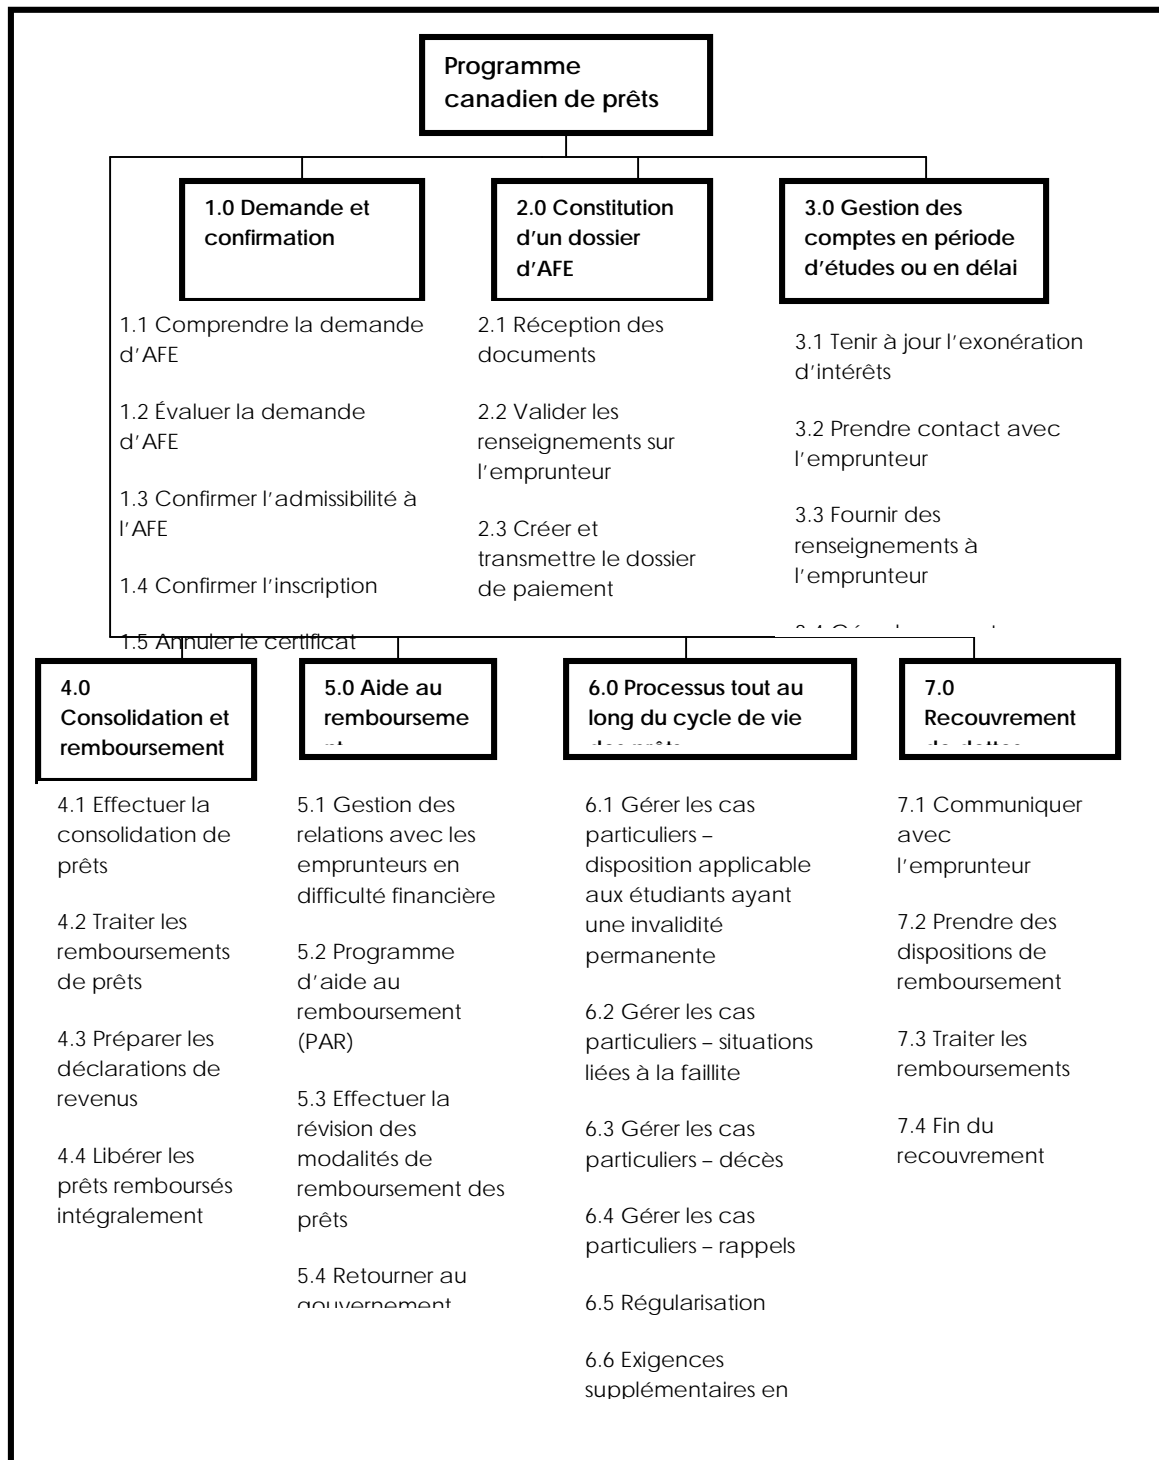 Programme
canadien de prêts
1.0 Demande et
confirmation
1.1 Comprendre la demande
d’AFE
1.2 Évaluer la demande
d’AFE
1.3 Confirmer l’admissibilité à
l’AFE
1.4 Confirmer l’inscription
1.5 Annuler le certificat
2.0 Constitution
d’un dossier
d’AFE
2.1 Réception des
documents
2.2 Valider les
renseignements sur
l’emprunteur
2.3 Créer et
transmettre le dossier
de paiement
3.0 Gestion des
comptes en période
d’études ou en délai
3.1 Tenir à jour l’exonération
d’intérêts
3.2 Prendre contact avec
l’emprunteur
3.3 Fournir des
renseignements à
l’emprunteur
4.0
Consolidation et
remboursement
4.1 Effectuer la
consolidation de
prêts
4.2 Traiter les
remboursements
de prêts
4.3 Préparer les
déclarations de
revenus
4.4 Libérer les
prêts remboursés
intégralement
5.0 Aide au
rembourseme
nt
5.1 Gestion des
relations avec les
emprunteurs en
difficulté financière
5.2 Programme
d’aide au
remboursement
(PAR)
5.3 Effectuer la
révision des
modalités de
remboursement des
prêts
5.4 Retourner au
gouvernement
6.0 Processus tout au
long du cycle de vie
des prêts
6.1 Gérer les cas
particuliers –
disposition applicable
aux étudiants ayant
une invalidité
permanente
6.2 Gérer les cas
particuliers – situations
liées à la faillite
6.3 Gérer les cas
particuliers – décès
6.4 Gérer les cas
particuliers – rappels
6.5 Régularisation
6.6 Exigences
supplémentaires en
7.0
Recouvrement
de dettes
7.1 Communiquer
avec
l’emprunteur
7.2 Prendre des
dispositions de
remboursement
7.3 Traiter les
remboursements
7.4 Fin du
recouvrement